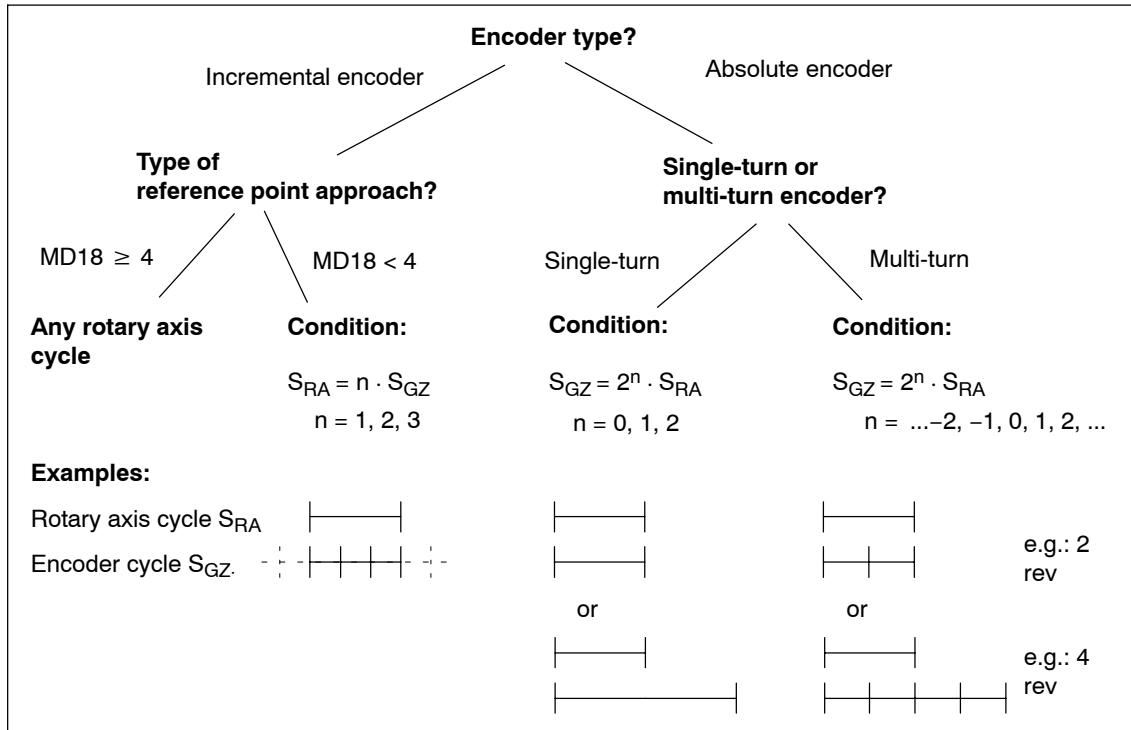 Encoder type?
Incremental encoder
Absolute encoder
Type of
reference point approach?
Single-turn or
multi-turn encoder?
MD18 ≥ 4
MD18 < 4
Single-turn
Multi-turn
Any rotary axis
cycle
Condition:
S_RA = n · S_GZ
n = 1, 2, 3
Condition:
S_GZ = 2^n · S_RA
n = 0, 1, 2
Condition:
S_GZ = 2^n · S_RA
n = ...−2, −1, 0, 1, 2, ...
Examples:
Rotary axis cycle S_RA
Encoder cycle S_GZ.
e.g.: 2
rev
or
or
e.g.: 4
rev